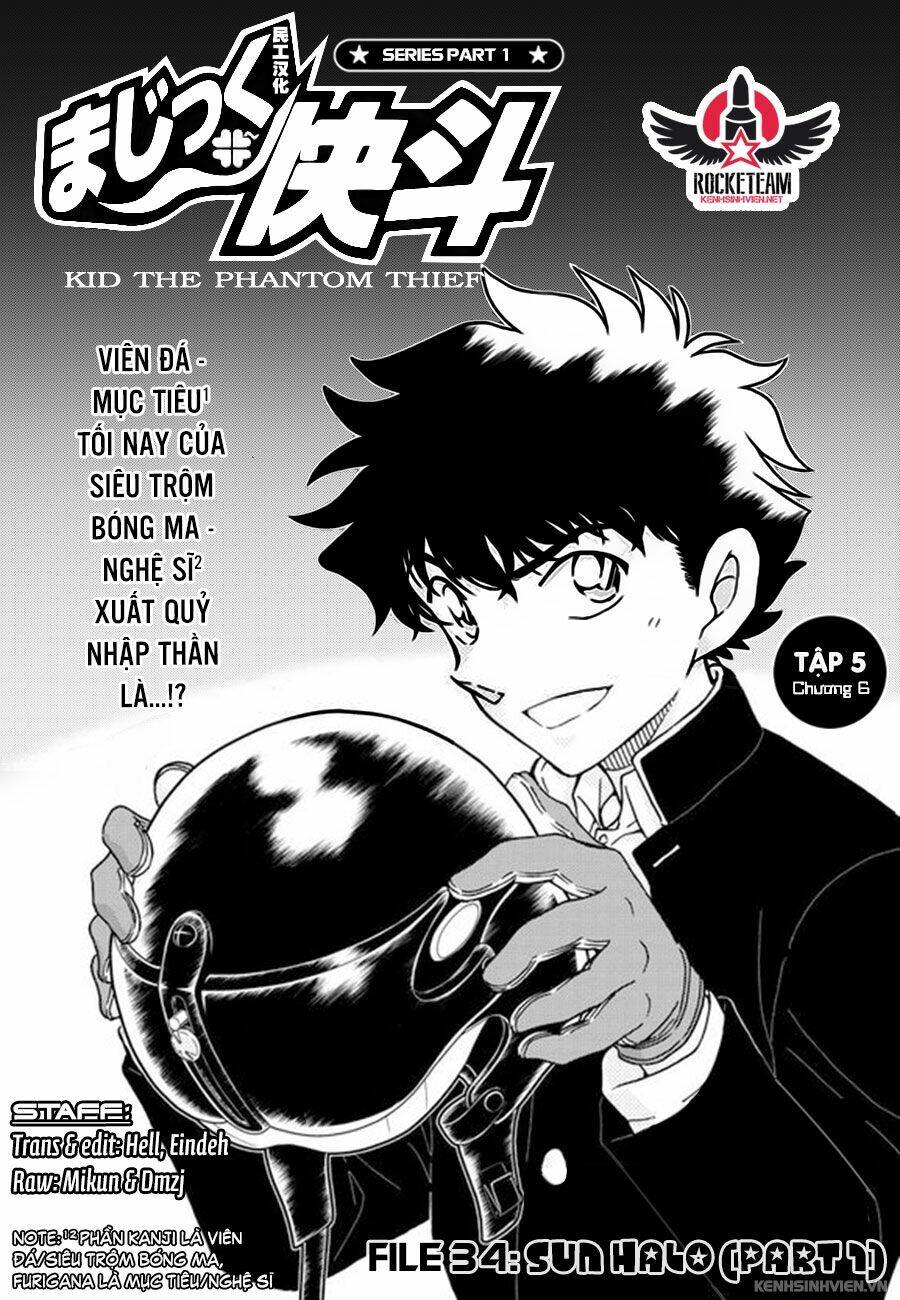 ★ SERIES PART 1 ★
民工汉化
まじっく快斗
KID THE PHANTOM THIEF
ROCKETEAM
KENHSINHVIEN.NET
VIÊN ĐÁ -
MỤC TIÊU¹
TỐI NAY CỦA
SIÊU TRỘM
BÓNG MA -
NGHỆ SĨ²
XUẤT QUỶ
NHẬP THẦN
LÀ...!?
TẬP 5
Chương 6
STAFF:
Trans & edit: Hell, Eindeh
Raw: Mikun & Dmzj
NOTE: ¹² PHẦN KANJI LÀ VIÊN
ĐÁ/SIÊU TRỘM BÓNG MA,
FURIGANA LÀ MỤC TIÊU/NGHỆ SĨ
FILE 34: SUN HALO (PART 1)
KENHSINHVIEN.VN